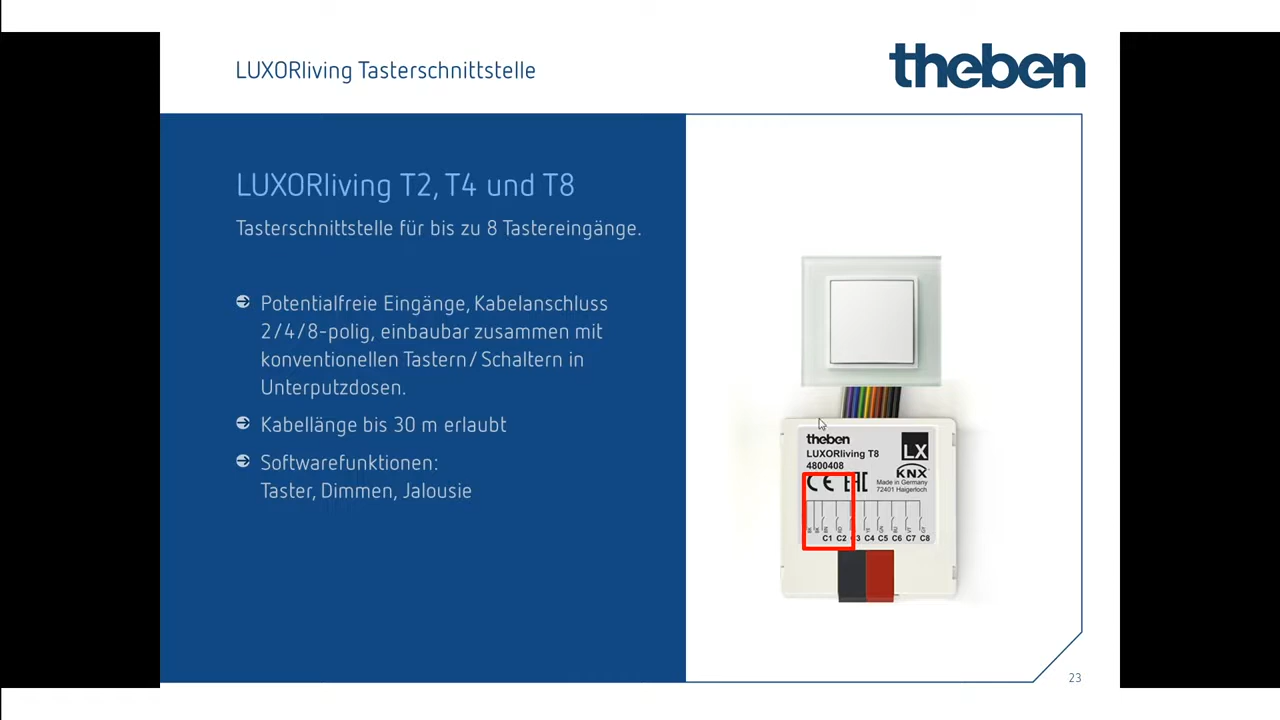 LUXORliving Tasterschnittstelle
theben
LUXORliving T2, T4 und T8
Tasterschnittstelle für bis zu 8 Tastereingänge.
Potentialfreie Eingänge, Kabelanschluss
2/4/8-polig, einbaubar zusammen mit
konventionellen Tastern/Schaltern in
Unterputzdosen.
Kabellänge bis 30 m erlaubt
Softwarefunktionen:
Taster, Dimmen, Jalousie
theben
LUXORliving T8
4800408
LX
KNX
CE EAC
Made in Germany
72401 Haigerloch
C1 C2 C3 C4 C5 C6 C7 C8
23